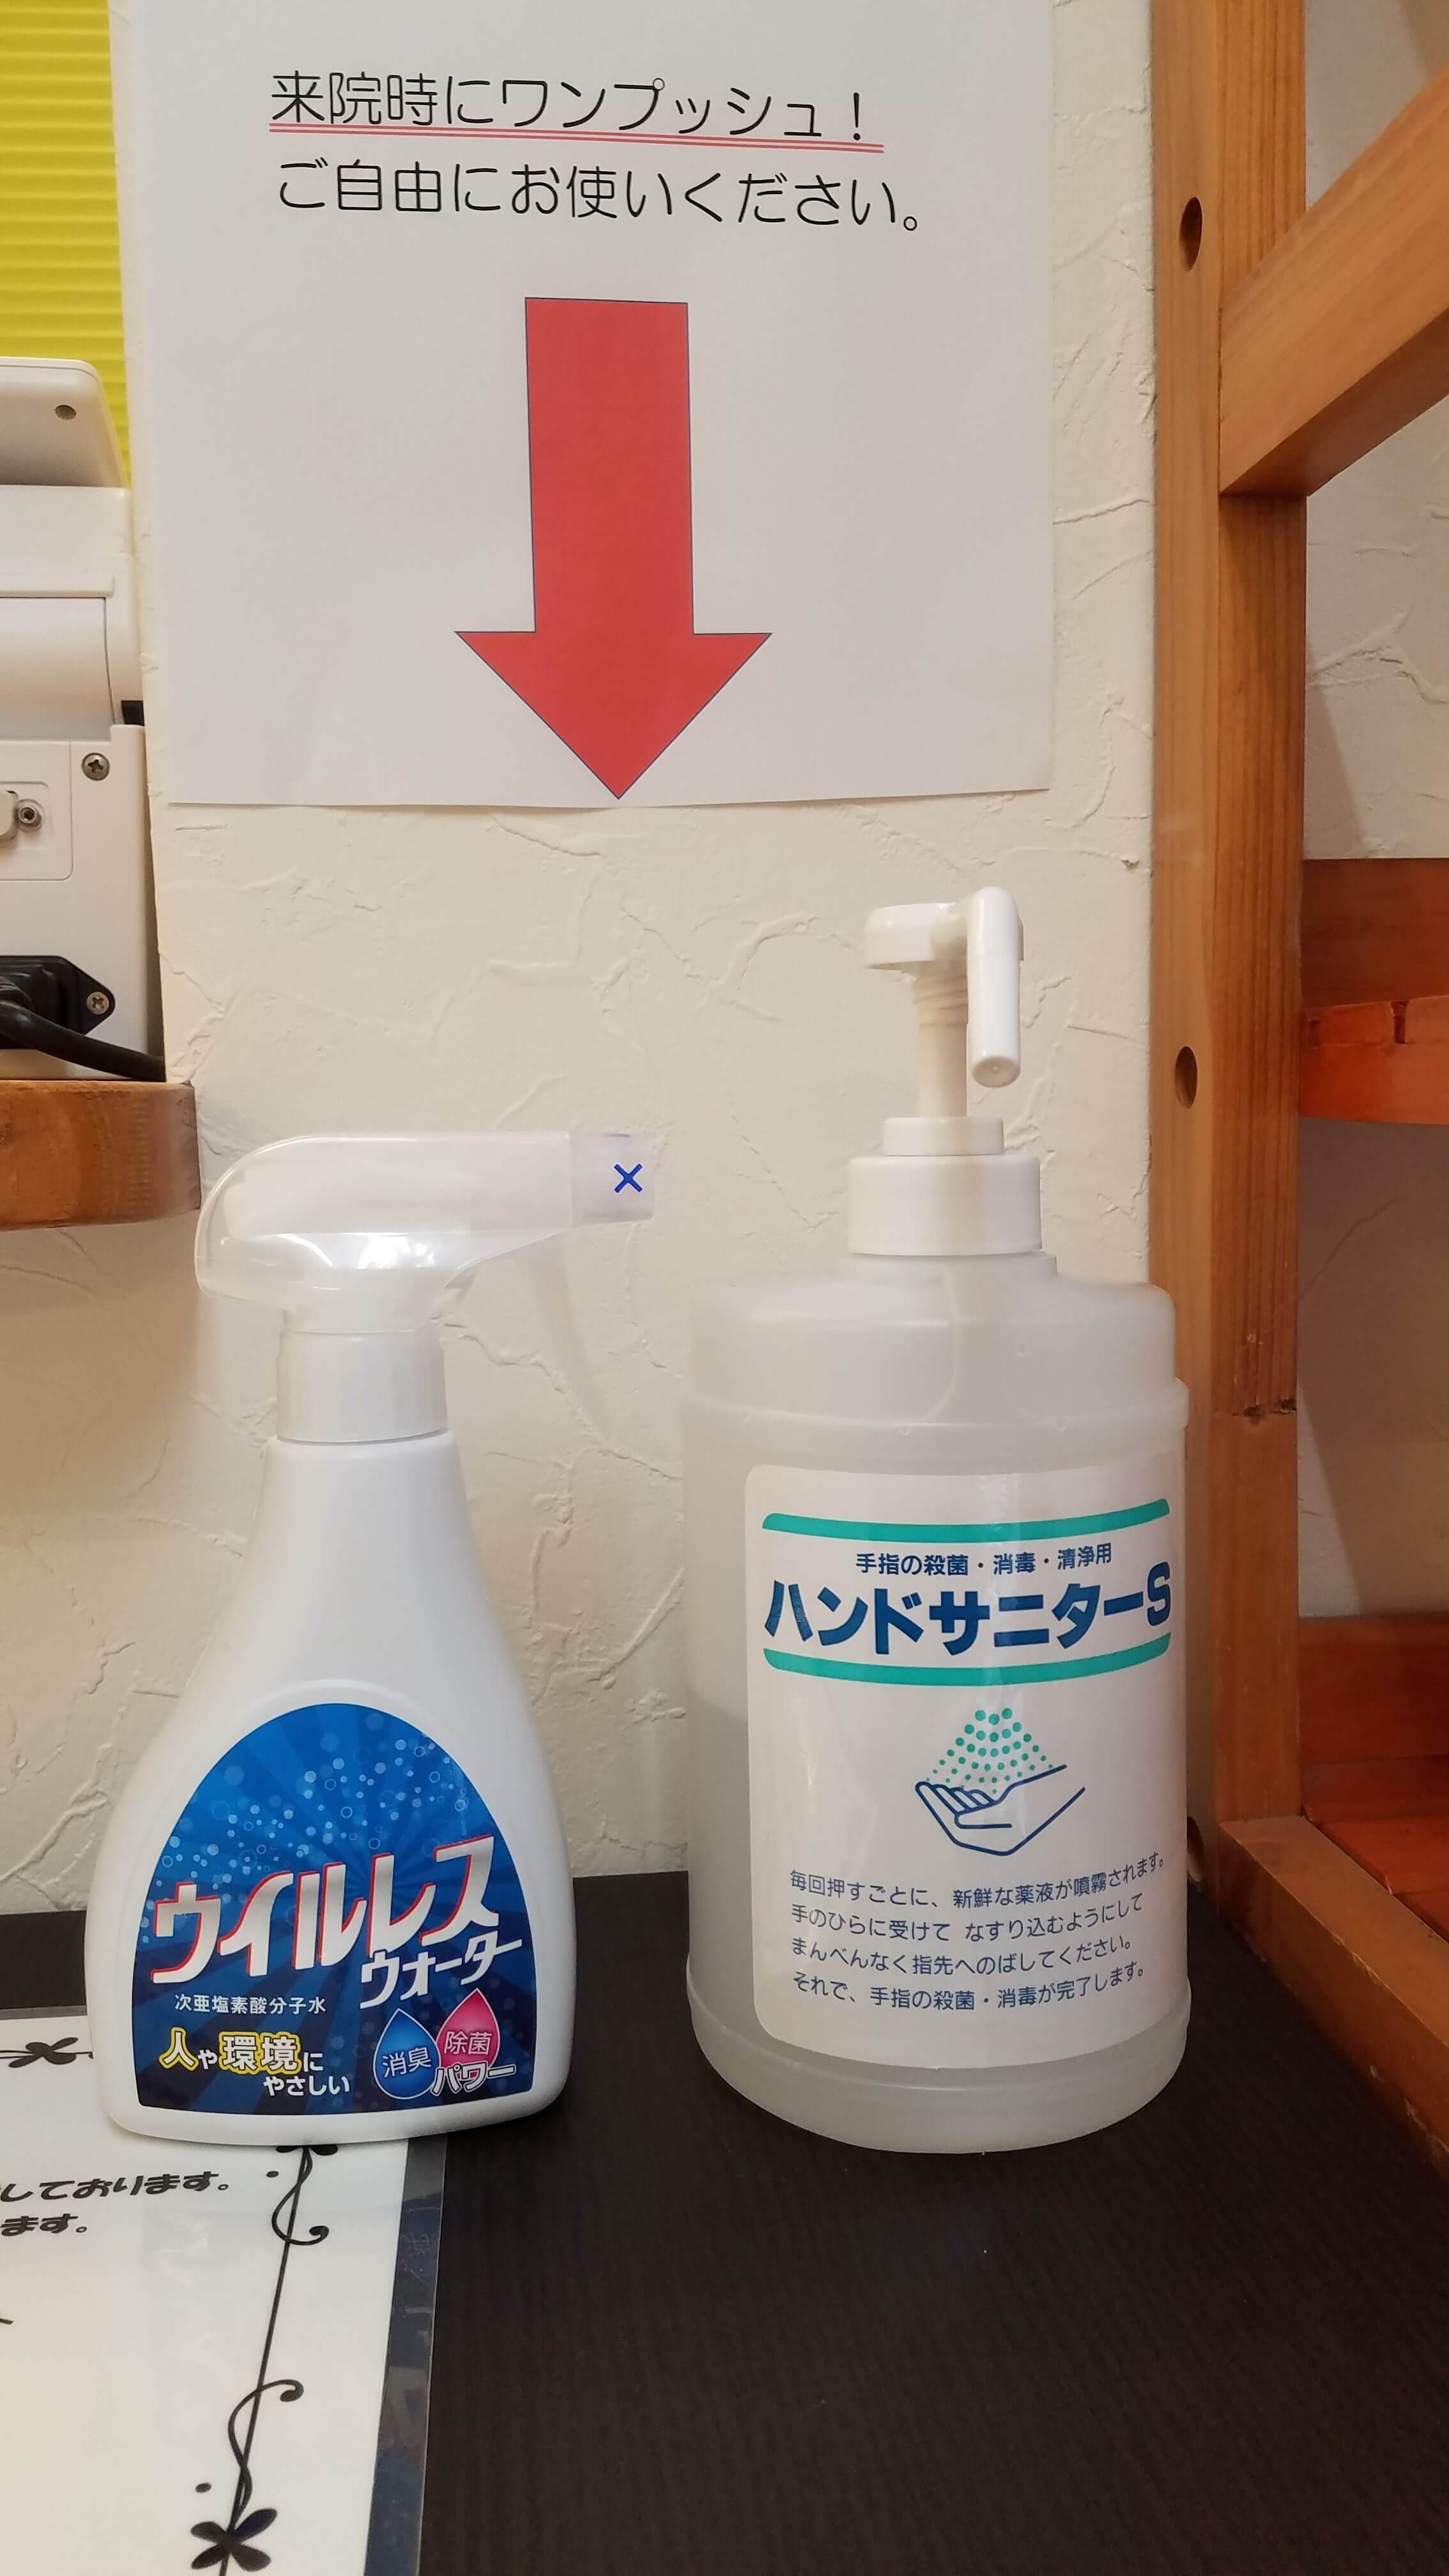 来院時にワンプッシュ!
ご自由にお使いください。
手指の殺菌・消毒・清浄用
ハンドサニターS
毎回押すごとに、新鮮な薬液が噴霧されます。
手のひらに受けて なすり込むようにして
まんべんなく指先へのばしてください。
それで、手指の殺菌・消毒が完了します。
ウイルレス
ウォーター
次亜塩素酸分子水
人や環境に
やさしい
消臭
除菌
パワー
しております。
ます。